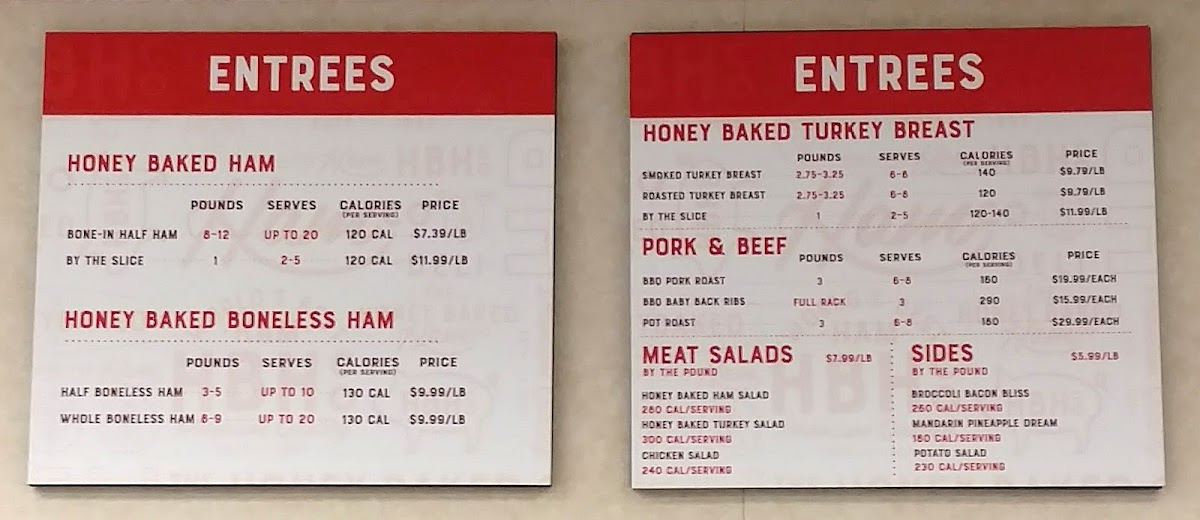 ENTREES
HONEY BAKED HAM
POUNDS SERVES CALORIES (PER SERVING) PRICE
BONE-IN HALF HAM 8-12 UP TO 20 120 CAL $7.39/LB
BY THE SLICE 1 2-5 120 CAL $11.99/LB
HONEY BAKED BONELESS HAM
POUNDS SERVES CALORIES (PER SERVING) PRICE
HALF BONELESS HAM 3-5 UP TO 10 130 CAL $9.99/LB
WHOLE BONELESS HAM 6-9 UP TO 20 130 CAL $9.99/LB
ENTREES
HONEY BAKED TURKEY BREAST
POUNDS SERVES CALORIES (PER SERVING) PRICE
SMOKED TURKEY BREAST 2.75-3.25 6-8 140 $9.79/LB
ROASTED TURKEY BREAST 2.75-3.25 6-8 120 $9.79/LB
BY THE SLICE 1 2-5 120-140 $11.99/LB
PORK & BEEF
POUNDS SERVES CALORIES (PER SERVING) PRICE
BBQ PORK ROAST 3 6-8 $19.99/EACH
BBQ BABY BACK RIBS FULL RACK 3 290 $15.99/EACH
POT ROAST 3 6-8 $29.99/EACH
MEAT SALADS $7.99/LB
BY THE POUND
HONEY BAKED HAM SALAD
CAL/SERVING
HONEY BAKED TURKEY SALAD
300 CAL/SERVING
CHICKEN SALAD
240 CAL/SERVING
SIDES $5.99/LB
BY THE POUND
BROCCOLI BACON BLISS
CAL/SERVING
MANDARIN PINEAPPLE DREAM
CAL/SERVING
POTATO SALAD
230 CAL/SERVING